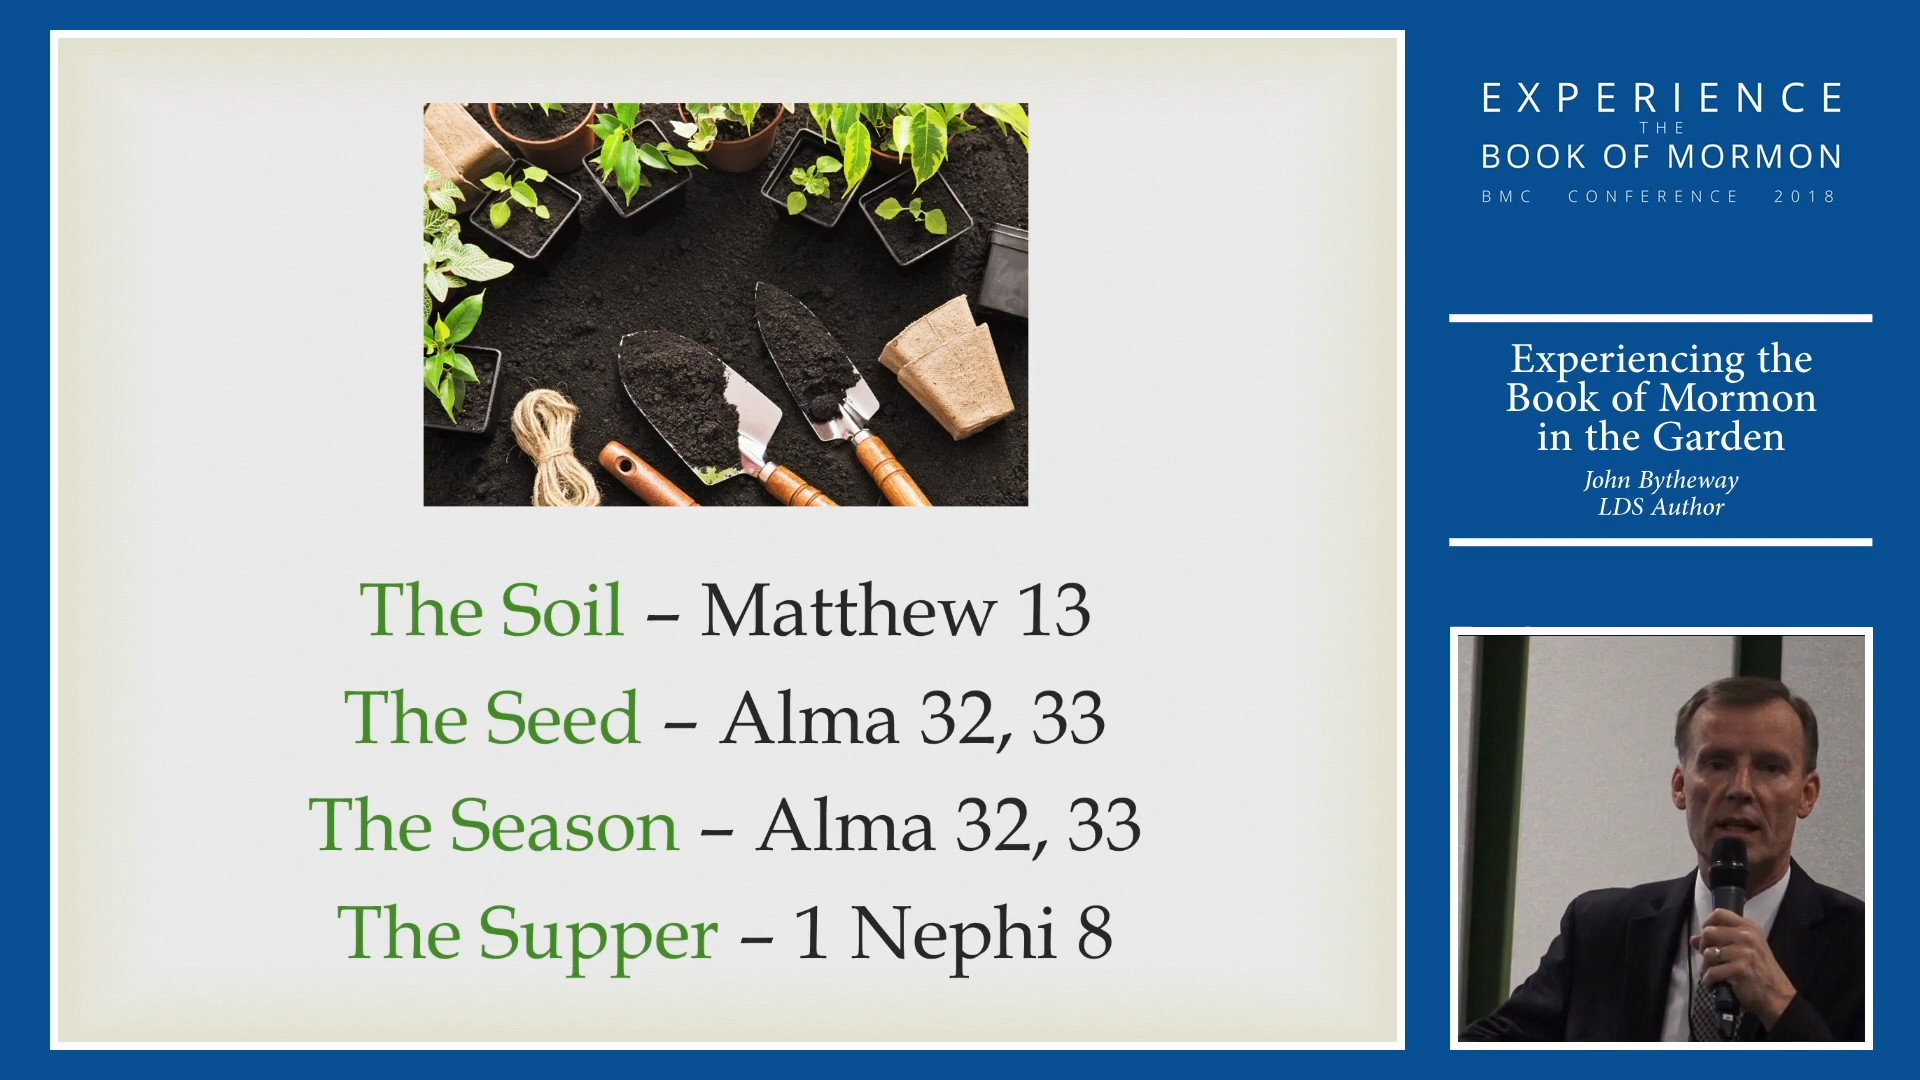 The Soil – Matthew 13
The Seed – Alma 32, 33
The Season – Alma 32, 33
The Supper – 1 Nephi 8
EXPERIENCE
THE
BOOK OF MORMON
BMC CONFERENCE 2018
Experiencing the
Book of Mormon
in the Garden
John Bytheway
LDS Author